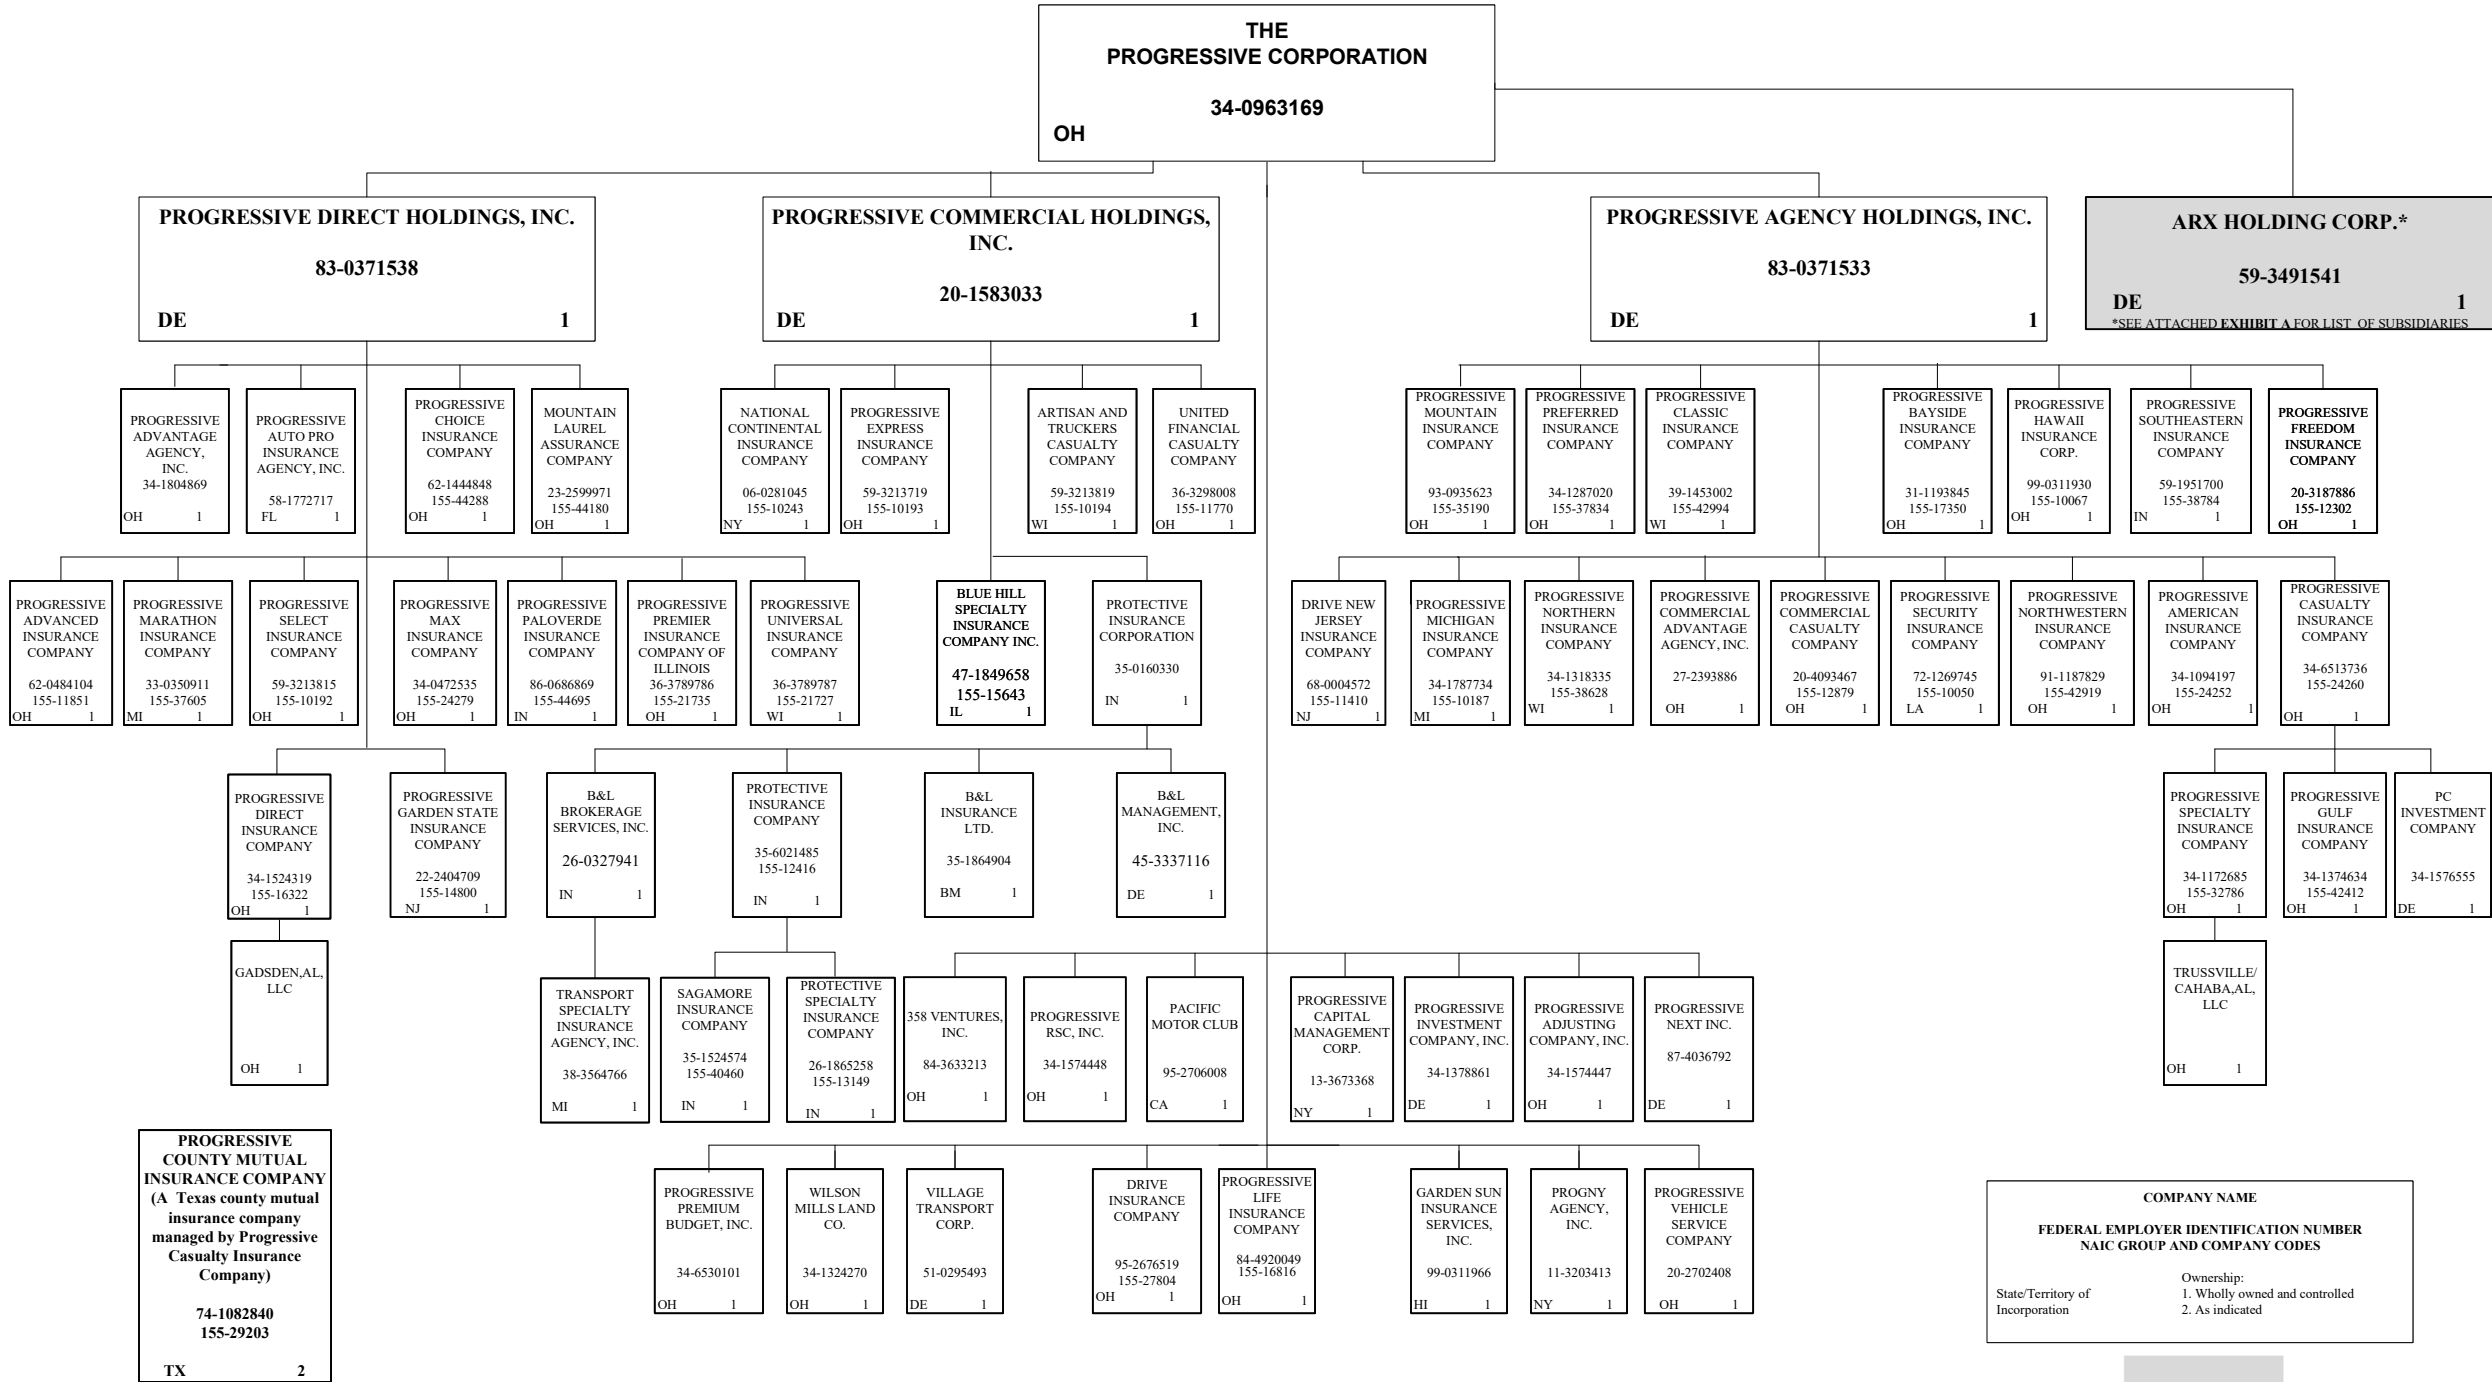 THE
PROGRESSIVE CORPORATION
34-0963169
OH
PROGRESSIVE DIRECT HOLDINGS, INC.
83-0371538
DE 1
PROGRESSIVE COMMERCIAL HOLDINGS,
INC.
20-1583033
DE 1
PROGRESSIVE AGENCY HOLDINGS, INC.
83-0371533
DE 1
ARX HOLDING CORP.*
59-3491541
DE 1
*SEE ATTACHED EXHIBIT A FOR LIST OF SUBSIDIARIES
PROGRESSIVE
ADVANTAGE
AGENCY,
INC.
34-1804869
OH 1
PROGRESSIVE
AUTO PRO
INSURANCE
AGENCY, INC.
58-1772717
FL 1
PROGRESSIVE
CHOICE
INSURANCE
COMPANY
62-1444848
155-44288
OH 1
MOUNTAIN
LAUREL
ASSURANCE
COMPANY
23-2599971
155-44180
OH 1
NATIONAL
CONTINENTAL
INSURANCE
COMPANY
06-0281045
155-10243
NY 1
PROGRESSIVE
EXPRESS
INSURANCE
COMPANY
59-3213719
155-10193
OH 1
ARTISAN AND
TRUCKERS
CASUALTY
COMPANY
59-3213819
155-10194
WI 1
UNITED
FINANCIAL
CASUALTY
COMPANY
36-3298008
155-11770
OH 1
PROGRESSIVE
MOUNTAIN
INSURANCE
COMPANY
93-0935623
155-35190
OH 1
PROGRESSIVE
PREFERRED
INSURANCE
COMPANY
34-1287020
155-37834
OH 1
PROGRESSIVE
CLASSIC
INSURANCE
COMPANY
39-1453002
155-42994
WI 1
PROGRESSIVE
BAYSIDE
INSURANCE
COMPANY
31-1193845
155-17350
OH 1
PROGRESSIVE
HAWAII
INSURANCE
CORP.
99-0311930
155-10067
OH 1
PROGRESSIVE
SOUTHEASTERN
INSURANCE
COMPANY
59-1951700
155-38784
IN 1
PROGRESSIVE
FREEDOM
INSURANCE
COMPANY
20-3187886
155-12302
OH 1
PROGRESSIVE
ADVANCED
INSURANCE
COMPANY
62-0484104
155-11851
OH 1
PROGRESSIVE
MARATHON
INSURANCE
COMPANY
33-0350911
155-37605
MI 1
PROGRESSIVE
SELECT
INSURANCE
COMPANY
59-3213815
155-10192
OH 1
PROGRESSIVE
MAX
INSURANCE
COMPANY
34-0472535
155-24279
OH 1
PROGRESSIVE
PALOVERDE
INSURANCE
COMPANY
86-0686869
155-44695
IN 1
PROGRESSIVE
PREMIER
INSURANCE
COMPANY OF
ILLINOIS
36-3789786
155-21735
OH 1
PROGRESSIVE
UNIVERSAL
INSURANCE
COMPANY
36-3789787
155-21727
WI 1
BLUE HILL
SPECIALTY
INSURANCE
COMPANY INC.
47-1849658
155-15643
IL 1
PROTECTIVE
INSURANCE
CORPORATION
35-0160330
IN 1
DRIVE NEW
JERSEY
INSURANCE
COMPANY
68-0004572
155-11410
NJ 1
PROGRESSIVE
MICHIGAN
INSURANCE
COMPANY
34-1787734
155-10187
MI 1
PROGRESSIVE
NORTHERN
INSURANCE
COMPANY
34-1318335
155-38628
WI 1
PROGRESSIVE
COMMERCIAL
ADVANTAGE
AGENCY, INC.
27-2393886
OH 1
PROGRESSIVE
COMMERCIAL
CASUALTY
COMPANY
20-4093467
155-12879
OH 1
PROGRESSIVE
SECURITY
INSURANCE
COMPANY
72-1269745
155-10050
LA 1
PROGRESSIVE
NORTHWESTERN
INSURANCE
COMPANY
91-1187829
155-42919
OH 1
PROGRESSIVE
AMERICAN
INSURANCE
COMPANY
34-1094197
155-24252
OH 1
PROGRESSIVE
CASUALTY
INSURANCE
COMPANY
34-6513736
155-24260
OH 1
PROGRESSIVE
DIRECT
INSURANCE
COMPANY
34-1524319
155-16322
OH 1
PROGRESSIVE
GARDEN STATE
INSURANCE
COMPANY
22-2404709
155-14800
NJ 1
B&L
BROKERAGE
SERVICES, INC.
26-0327941
IN 1
PROTECTIVE
INSURANCE
COMPANY
35-6021485
155-12416
IN 1
B&L
INSURANCE
LTD.
35-1864904
BM 1
B&L
MANAGEMENT,
INC.
45-3337116
DE 1
PROGRESSIVE
SPECIALTY
INSURANCE
COMPANY
34-1172685
155-32786
OH 1
PROGRESSIVE
GULF
INSURANCE
COMPANY
34-1374634
155-42412
OH 1
PC
INVESTMENT
COMPANY
34-1576555
DE 1
GADSDEN,AL,
LLC
OH 1
TRANSPORT
SPECIALTY
INSURANCE
AGENCY, INC.
38-3564766
MI 1
SAGAMORE
INSURANCE
COMPANY
35-1524574
155-40460
IN 1
PROTECTIVE
SPECIALTY
INSURANCE
COMPANY
26-1865258
155-13149
IN 1
358 VENTURES,
INC.
84-3633213
OH 1
PROGRESSIVE
RSC, INC.
34-1574448
OH 1
PACIFIC
MOTOR CLUB
95-2706008
CA 1
PROGRESSIVE
CAPITAL
MANAGEMENT
CORP.
13-3673368
NY 1
PROGRESSIVE
INVESTMENT
COMPANY, INC.
34-1378861
DE 1
PROGRESSIVE
ADJUSTING
COMPANY, INC.
34-1574447
OH 1
PROGRESSIVE
NEXT INC.
87-4036792
DE 1
TRUSSVILLE/
CAHABA,AL,
LLC
OH 1
PROGRESSIVE
COUNTY MUTUAL
INSURANCE COMPANY
(A Texas county mutual
insurance company
managed by Progressive
Casualty Insurance
Company)
74-1082840
155-29203
TX 2
PROGRESSIVE
PREMIUM
BUDGET, INC.
34-6530101
OH 1
WILSON
MILLS LAND
CO.
34-1324270
OH 1
VILLAGE
TRANSPORT
CORP.
51-0295493
DE 1
DRIVE
INSURANCE
COMPANY
95-2676519
155-27804
OH 1
PROGRESSIVE
LIFE
INSURANCE
COMPANY
84-4920049
155-16816
OH 1
GARDEN SUN
INSURANCE
SERVICES,
INC.
99-0311966
HI 1
PROGNY
AGENCY,
INC.
11-3203413
NY 1
PROGRESSIVE
VEHICLE
SERVICE
COMPANY
20-2702408
OH 1
COMPANY NAME
FEDERAL EMPLOYER IDENTIFICATION NUMBER
NAIC GROUP AND COMPANY CODES
Ownership:
State/Territory of 1. Wholly owned and controlled
Incorporation 2. As indicated